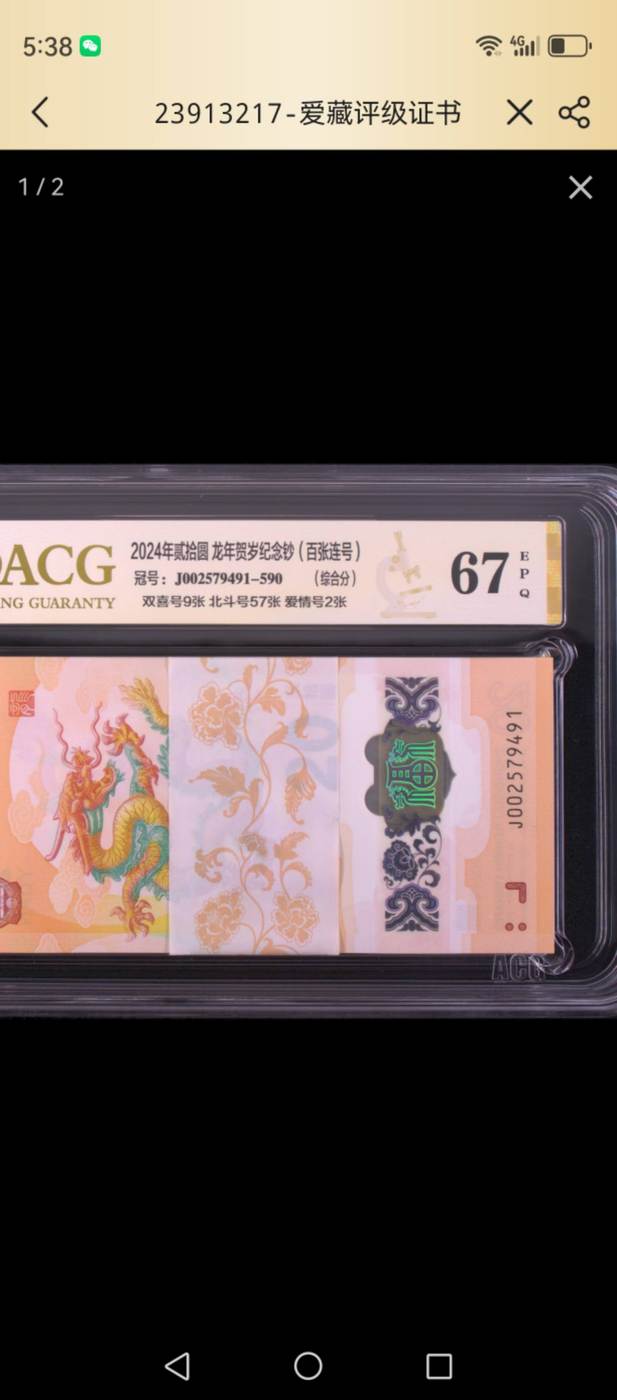 5:38
4G
23913217-爱藏评级证书
1/2
ACG
NG GUARANTY
2024年贰拾圆 龙年贺岁纪念钞(百张连号)
冠号:J002579491-590 (综合分)
双喜号9张 北斗号57张 爱情号2张
67
E
P
Q
J002579491
ACG